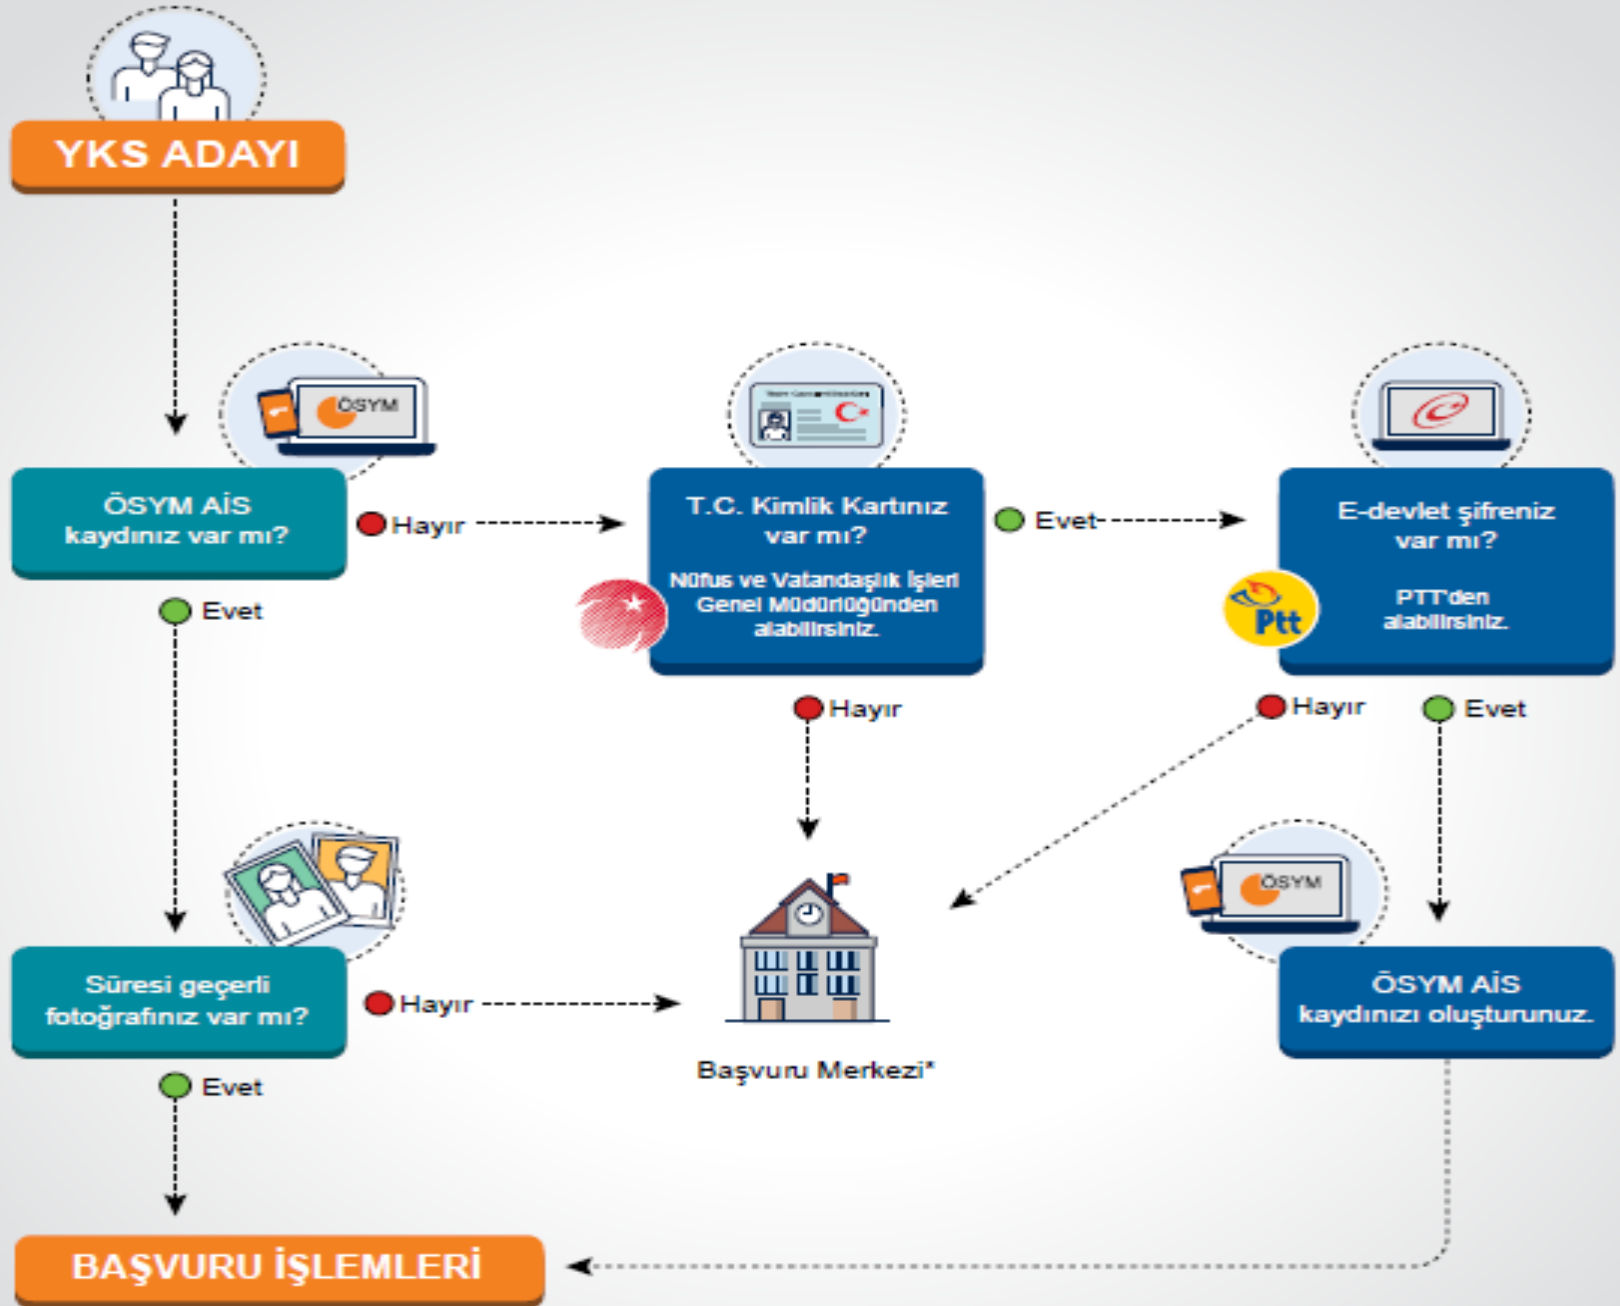 YKS ADAYI
ÖSYM
ÖSYM AİS
kaydınız var mı?
Hayır
T.C. Kimlik Kartınız
var mı?
Nüfus ve Vatandaşlık İşleri
Genel Müdürlüğünden
alabilirsiniz.
Evet
E-devlet şifreniz
var mı?
PTT'den
alabilirsiniz.
Ptt
Evet
Hayır
Hayır
Evet
ÖSYM
Süresi geçerli
fotoğrafınız var mı?
Hayır
Başvuru Merkezi*
ÖSYM AİS
kaydınızı oluşturunuz.
Evet
BAŞVURU İŞLEMLERİ